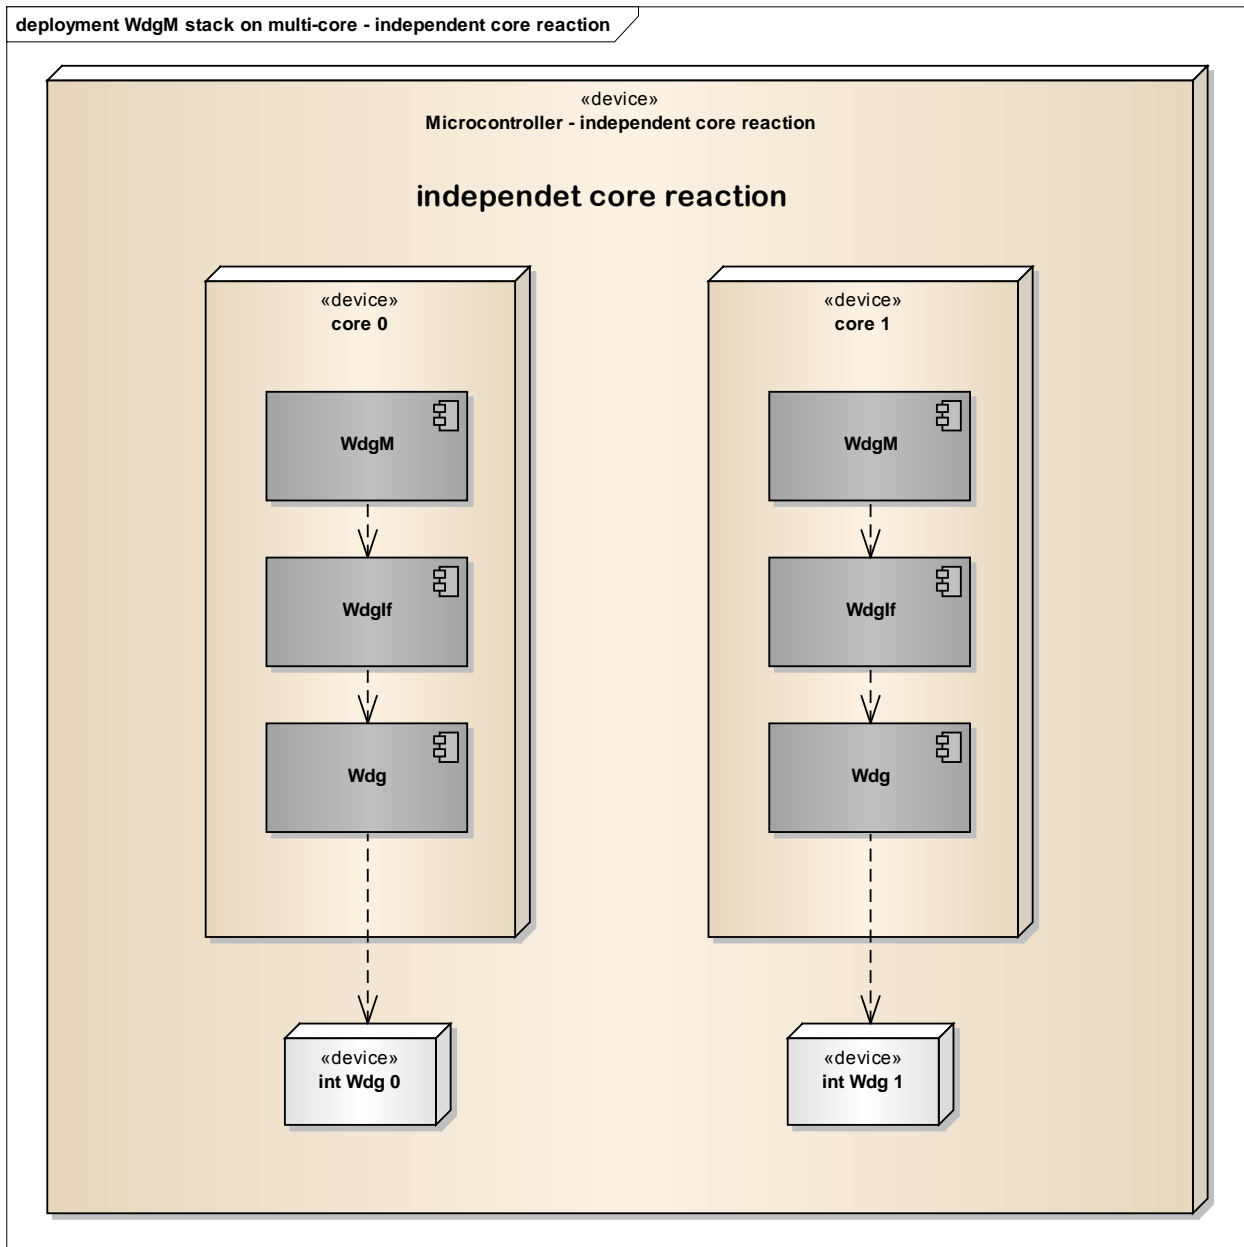 deployment WdgM stack on multi-core - independent core reaction
«device»
Microcontroller - independent core reaction
independet core reaction
«device»
core 0
WdgM
WdgIf
Wdg
«device»
int Wdg 0
«device»
core 1
WdgM
WdgIf
Wdg
«device»
int Wdg 1